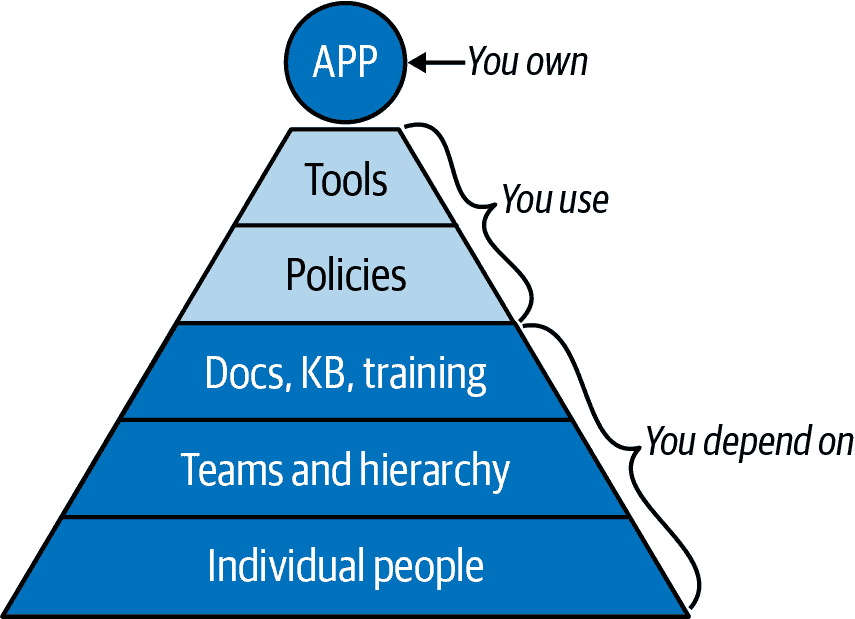 APP
You own
Tools
You use
Policies
Docs, KB, training
You depend on
Teams and hierarchy
Individual people